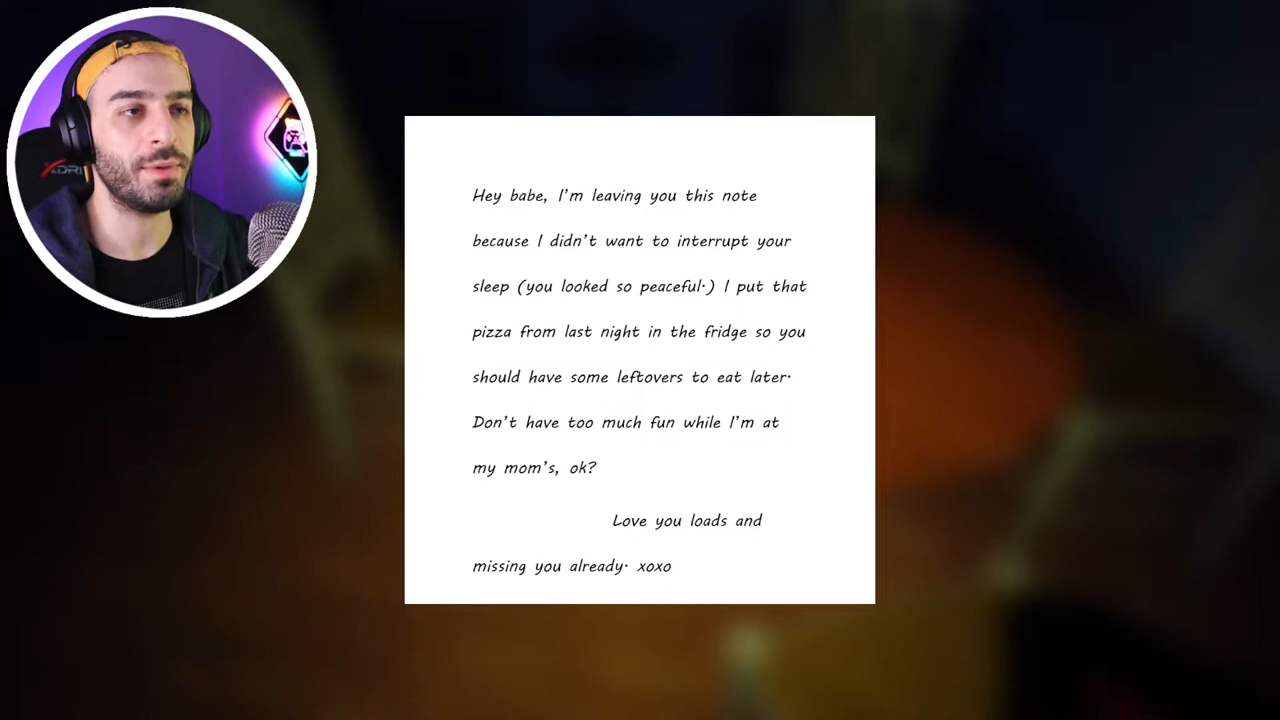 Hey babe, I'm leaving you this note
because I didn't want to interrupt your
sleep (you looked so peaceful.) I put that
pizza from last night in the fridge so you
should have some leftovers to eat later.
Don't have too much fun while I'm at
my mom's, ok?
Love you loads and
missing you already. xoxo